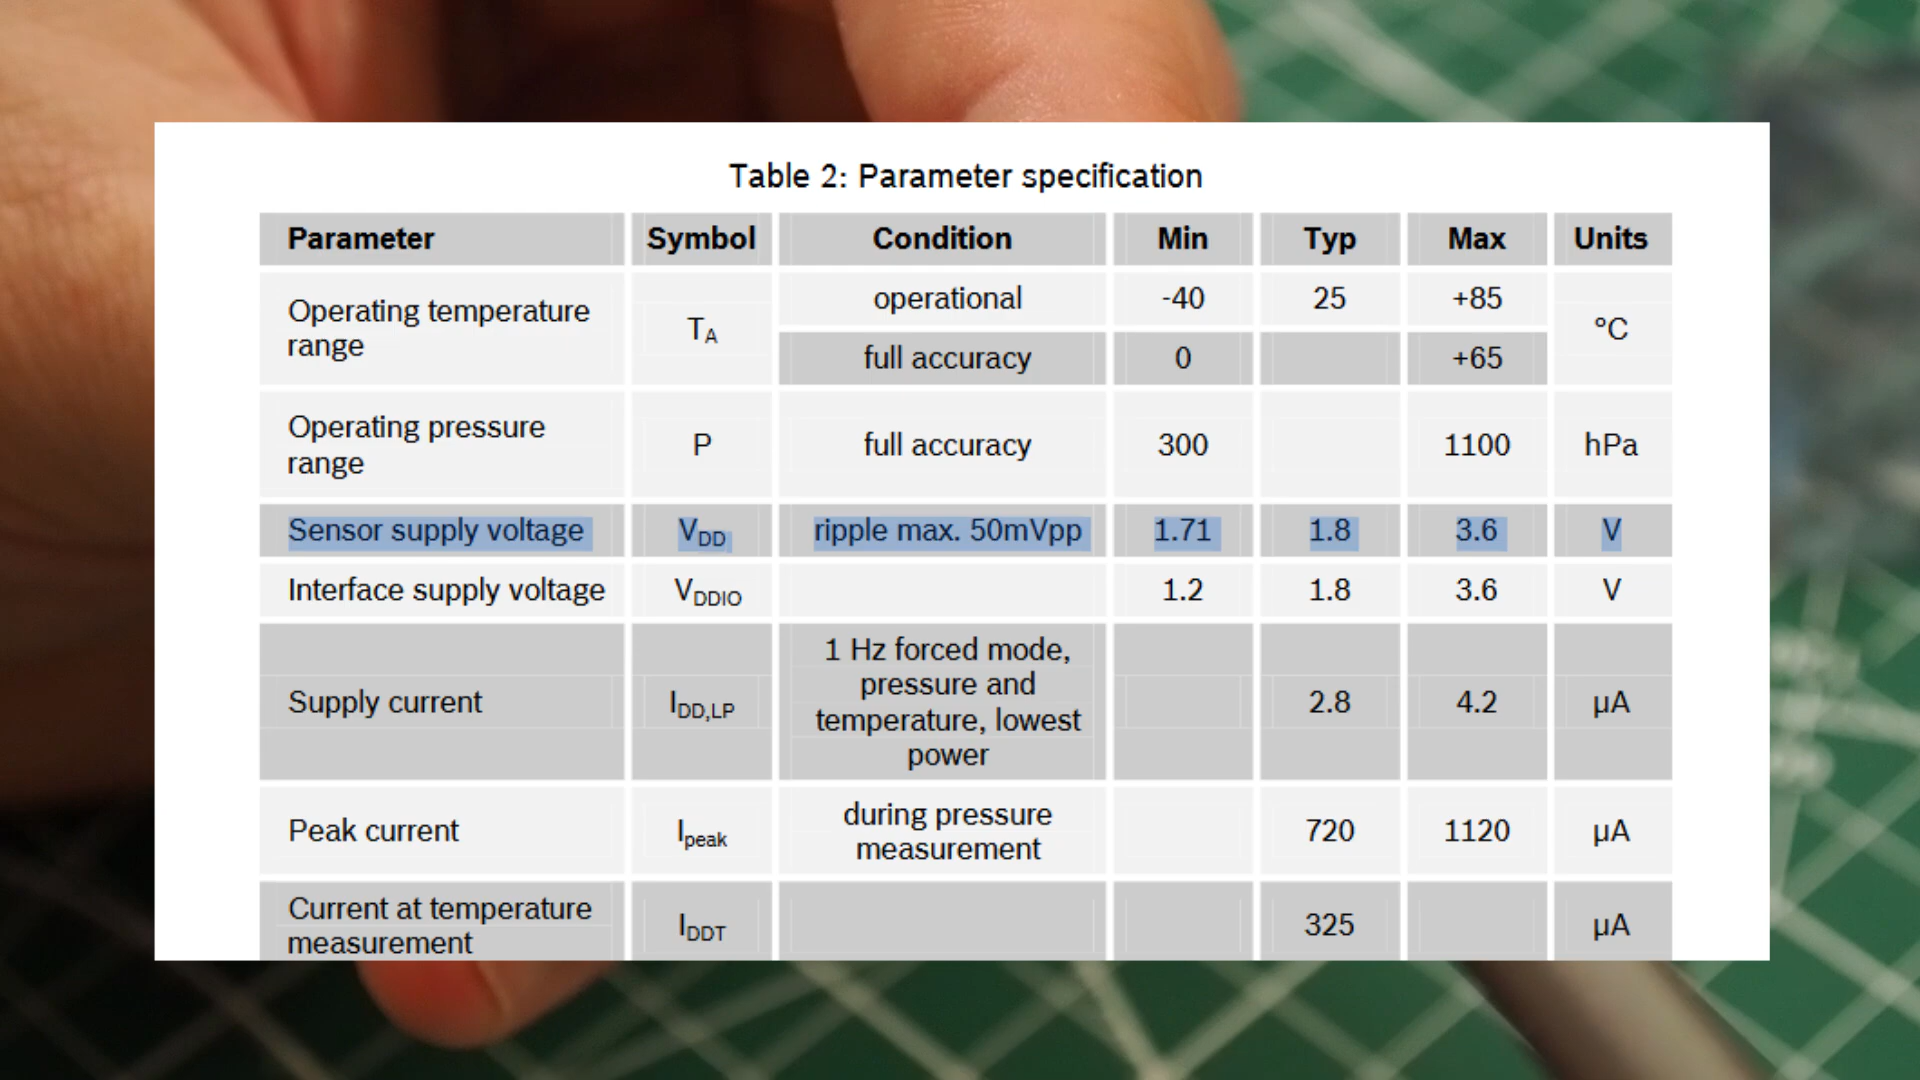 Table 2: Parameter specification
Parameter Symbol Condition Min Typ Max Units
Operating temperature
range
TA
operational -40 25 +85
°C
full accuracy 0 +65
Operating pressure
range
P full accuracy 300 1100 hPa
Sensor supply voltage VDD ripple max. 50mVpp 1.71 1.8 3.6 V
Interface supply voltage VDDIO 1.2 1.8 3.6 V
Supply current IDD,LP
1 Hz forced mode,
pressure and
temperature, lowest
power
2.8 4.2 µA
Peak current Ipeak
during pressure
measurement
720 1120 µA
Current at temperature
measurement
IDDT 325 µA